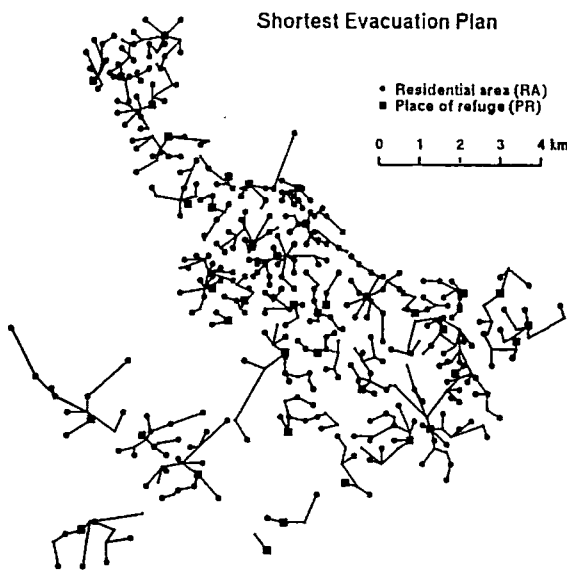 Shortest Evacuation Plan
Residential area (RA)
Place of refuge (PR)
0 1 2 3 4 km